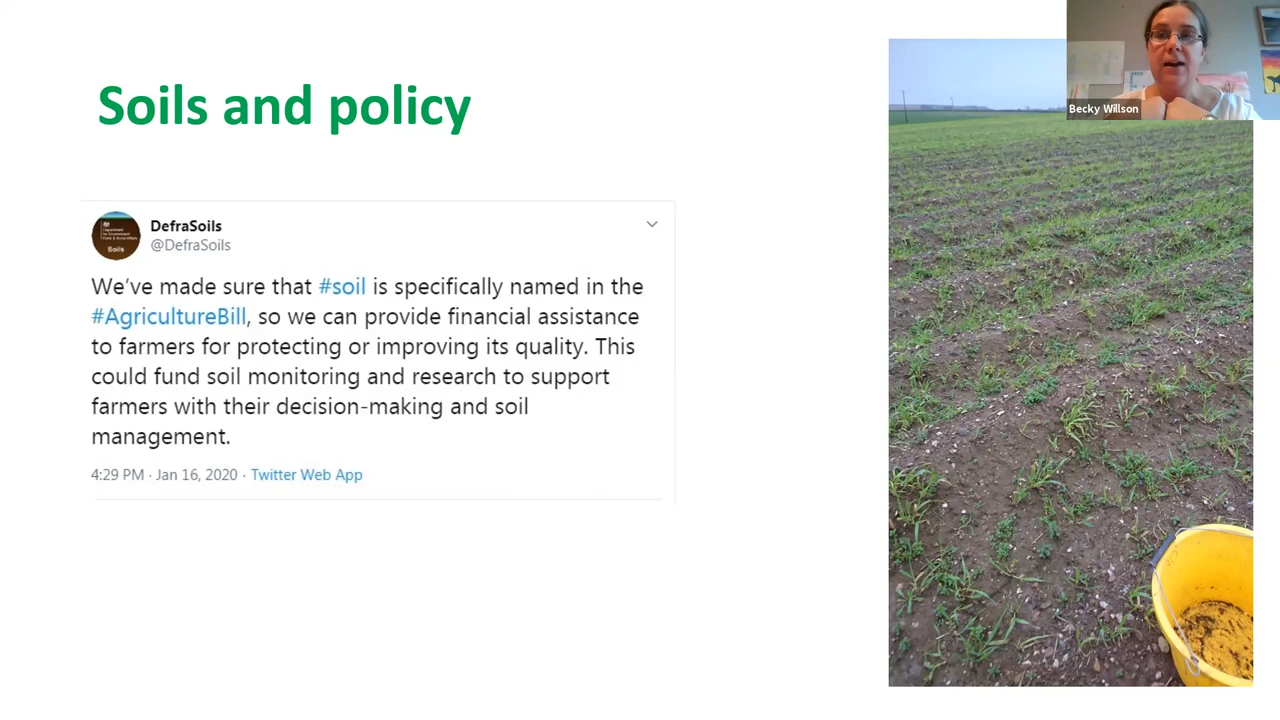 Soils and policy
Becky Willson
DefraSoils
@DefraSoils
We've made sure that #soil is specifically named in the
#AgricultureBill, so we can provide financial assistance
to farmers for protecting or improving its quality. This
could fund soil monitoring and research to support
farmers with their decision-making and soil
management.
4:29 PM · Jan 16, 2020 · Twitter Web App
Soils